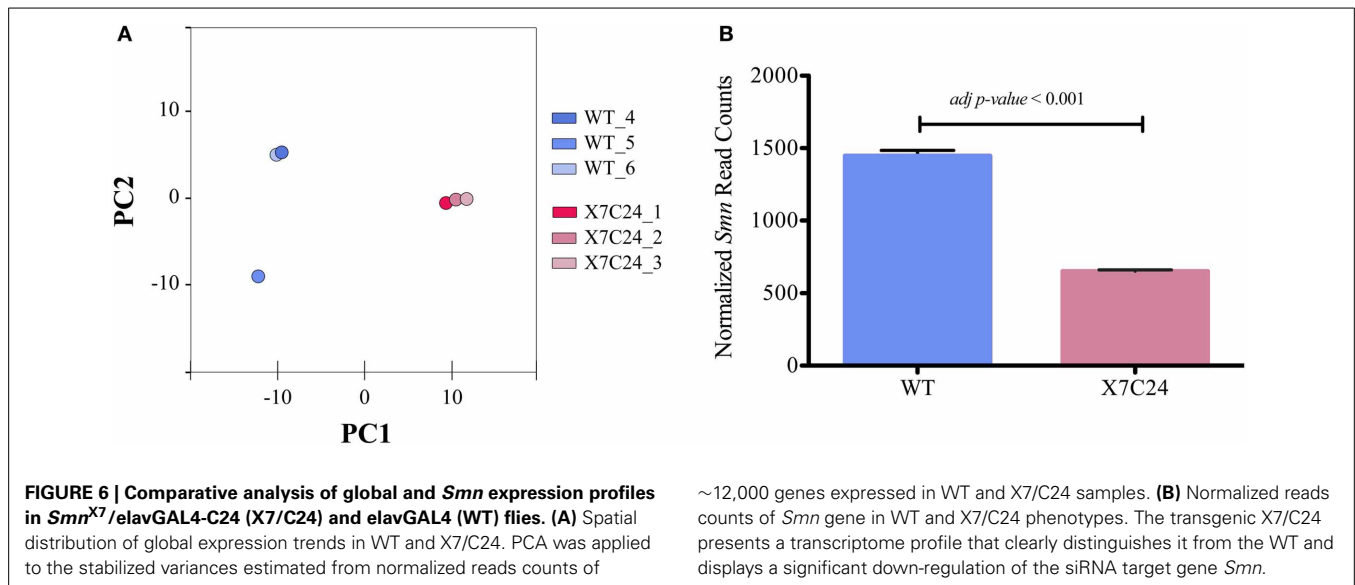 A
PC2
10
0
-10
-10
0
10
PC1
WT_4
WT_5
WT_6
X7C24_1
X7C24_2
X7C24_3
B
Normalized Smn Read Counts
2000
1500
1000
500
0
adj p-value < 0.001
WT
X7C24
FIGURE 6 | Comparative analysis of global and Smn expression profiles
in SmnX7/elavGAL4-C24 (X7/C24) and elavGAL4 (WT) flies. (A) Spatial
distribution of global expression trends in WT and X7/C24. PCA was applied
to the stabilized variances estimated from normalized reads counts of
~12,000 genes expressed in WT and X7/C24 samples. (B) Normalized reads
counts of Smn gene in WT and X7/C24 phenotypes. The transgenic X7/C24
presents a transcriptome profile that clearly distinguishes it from the WT and
displays a significant down-regulation of the siRNA target gene Smn.